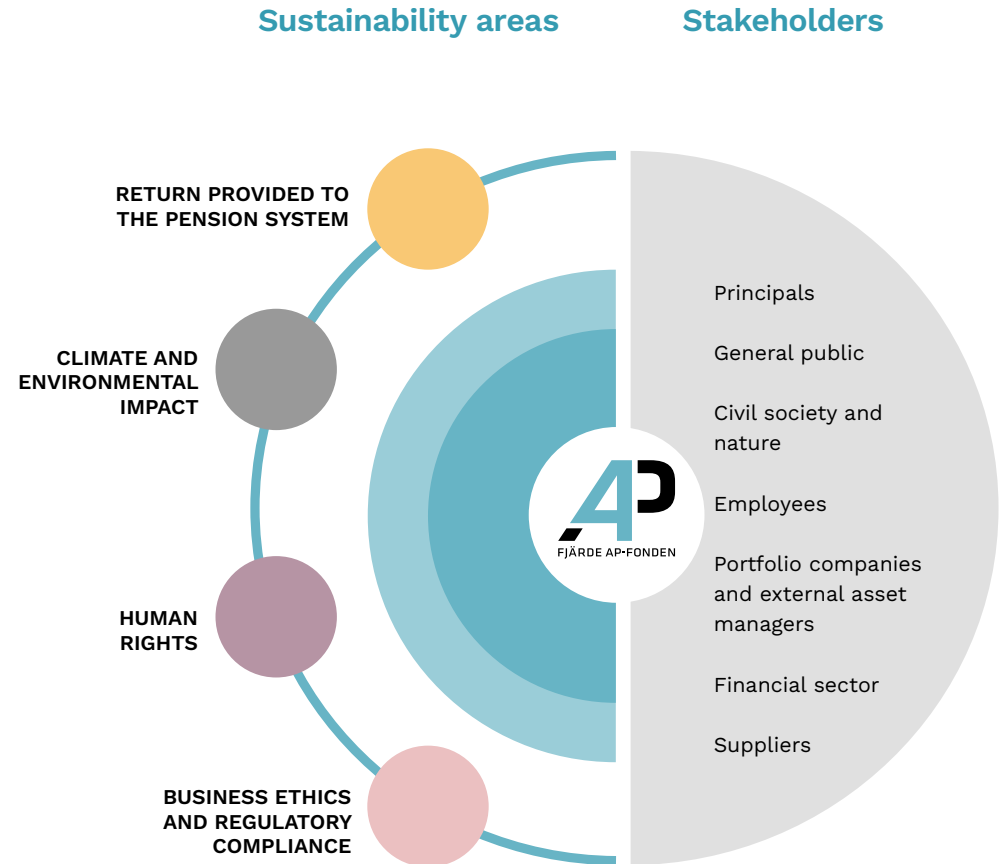 Sustainability areas
Stakeholders
RETURN PROVIDED TO
THE PENSION SYSTEM
CLIMATE AND
ENVIRONMENTAL
IMPACT
HUMAN
RIGHTS
BUSINESS ETHICS
AND REGULATORY
COMPLIANCE
AP
FJÄRDE AP-FONDEN
Principals
General public
Civil society and
nature
Employees
Portfolio companies
and external asset
managers
Financial sector
Suppliers